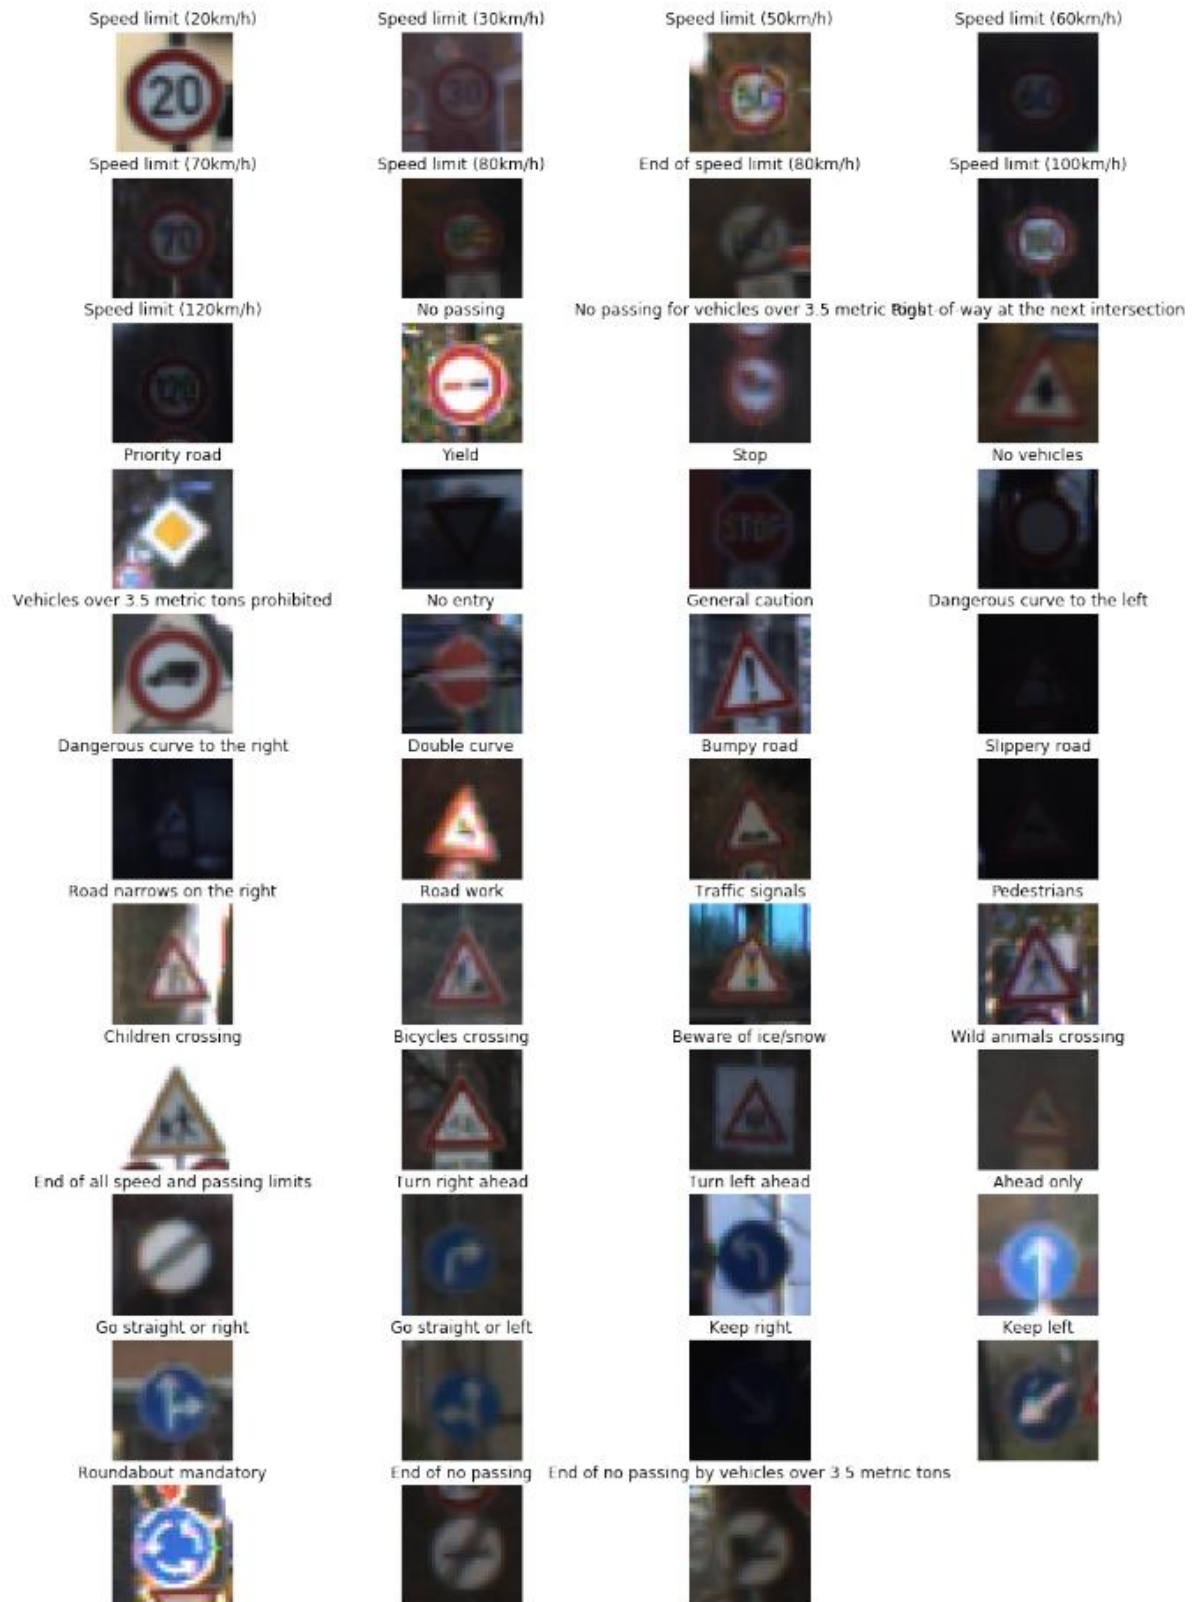 Speed limit (20km/h) Speed limit (30km/h) Speed limit (50km/h) Speed limit (60km/h)
20 30 50 60
Speed limit (70km/h) Speed limit (80km/h) End of speed limit (80km/h) Speed limit (100km/h)
70
Speed limit (120km/h) No passing No passing for vehicles over 3.5 metric tons Right-of-way at the next intersection
120
Priority road Yield Stop No vehicles
STOP
Vehicles over 3.5 metric tons prohibited No entry General caution Dangerous curve to the left
Dangerous curve to the right Double curve Bumpy road Slippery road
Road narrows on the right Road work Traffic signals Pedestrians
Children crossing Bicycles crossing Beware of ice/snow Wild animals crossing
End of all speed and passing limits Turn right ahead Turn left ahead Ahead only
Go straight or right Go straight or left Keep right Keep left
Roundabout mandatory End of no passing End of no passing by vehicles over 3.5 metric tons